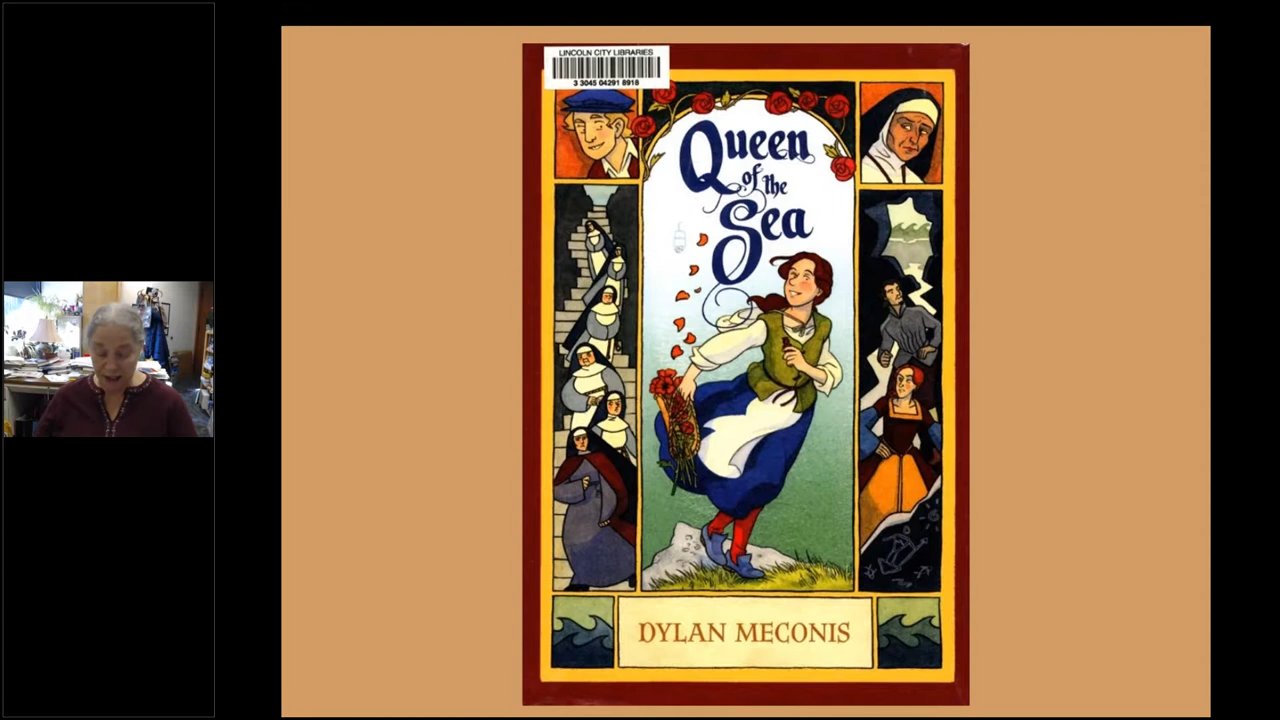 LINCOLN CITY LIBRARIES
3 3045 04291 8918
Queen
of the
Sea
DYLAN MECONIS